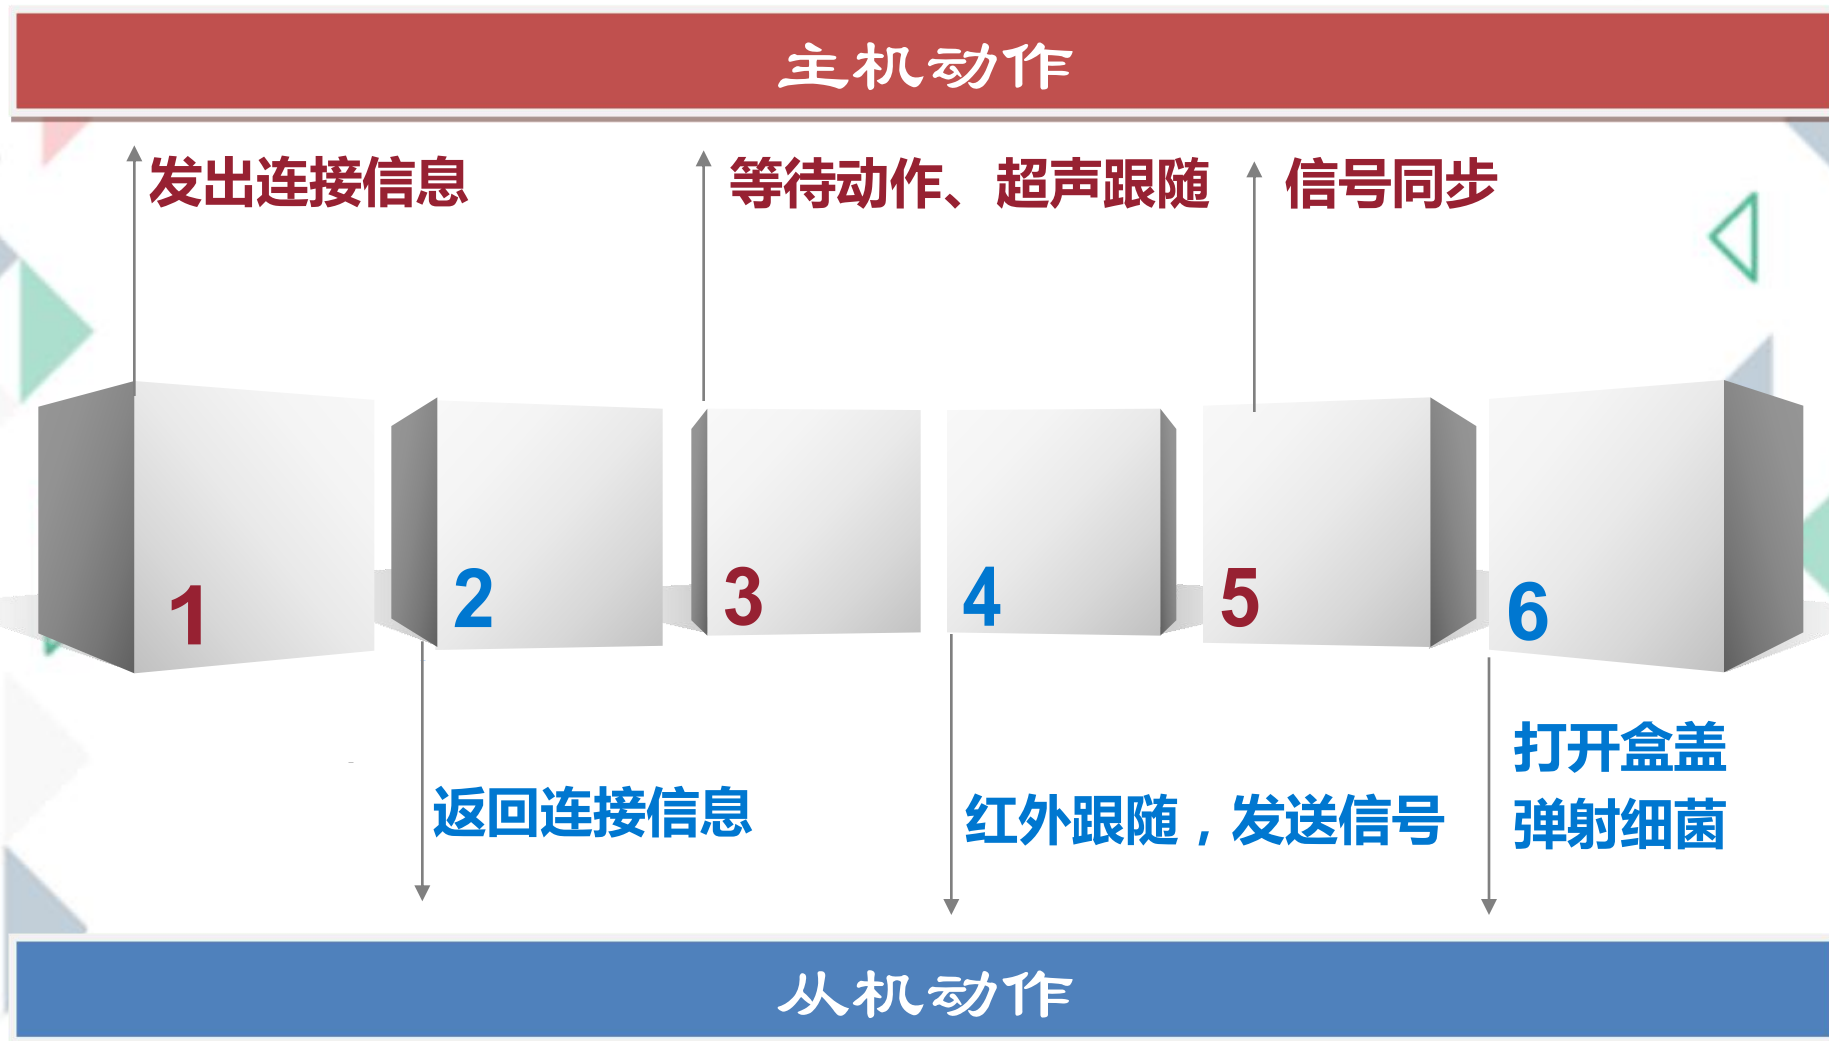 主机动作
发出连接信息
等待动作、超声跟随
信号同步
1
2
3
4
5
6
返回连接信息
红外跟随，发送信号
打开盒盖
弹射细菌
从机动作